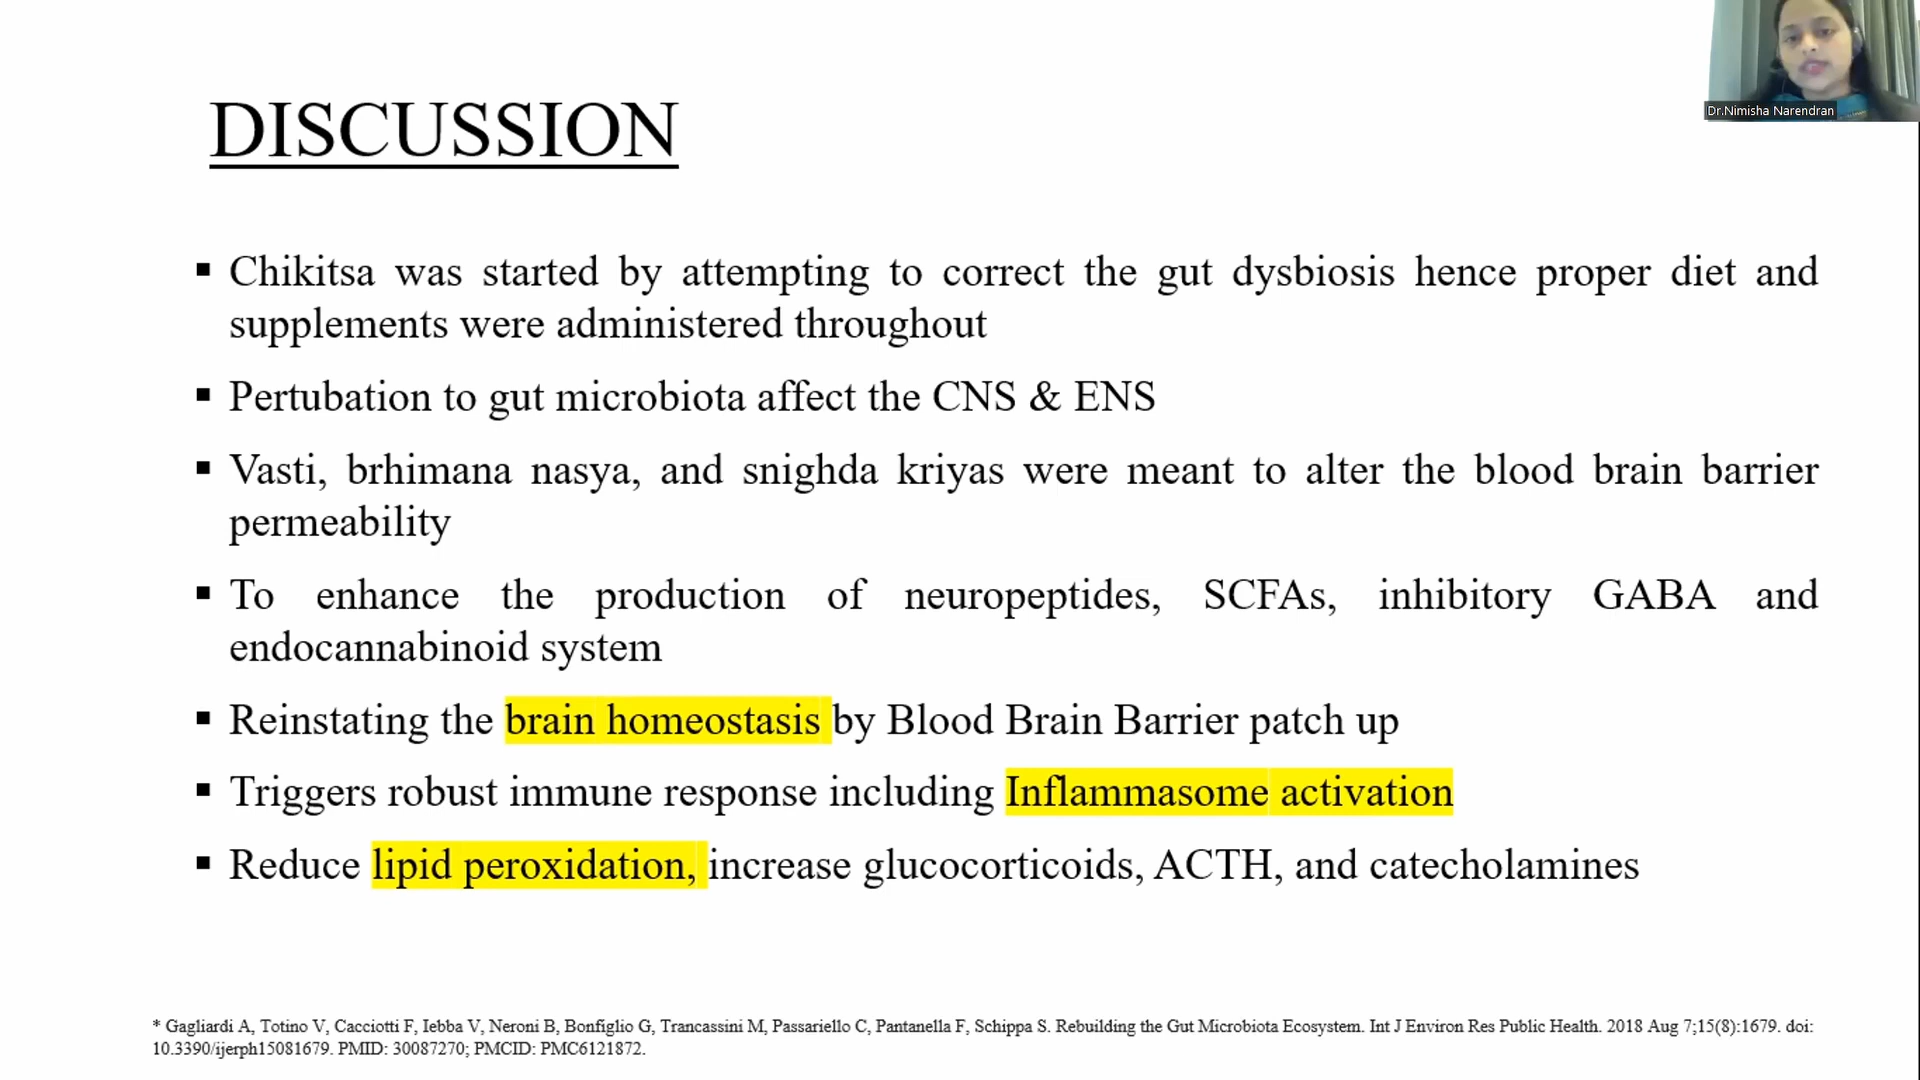 Dr.Nimisha Narendran
DISCUSSION
▪ Chikitsa was started by attempting to correct the gut dysbiosis hence proper diet and
supplements were administered throughout
▪ Pertubation to gut microbiota affect the CNS & ENS
▪ Vasti, brhimana nasya, and snighda kriyas were meant to alter the blood brain barrier
permeability
▪ To enhance the production of neuropeptides, SCFAs, inhibitory GABA and
endocannabinoid system
▪ Reinstating the brain homeostasis by Blood Brain Barrier patch up
▪ Triggers robust immune response including Inflammasome activation
▪ Reduce lipid peroxidation, increase glucocorticoids, ACTH, and catecholamines
* Gagliardi A, Totino V, Cacciotti F, Iebba V, Neroni B, Bonfiglio G, Trancassini M, Passariello C, Pantanella F, Schippa S. Rebuilding the Gut Microbiota Ecosystem. Int J Environ Res Public Health. 2018 Aug 7;15(8):1679. doi:
10.3390/ijerph15081679. PMID: 30087270; PMCID: PMC6121872.